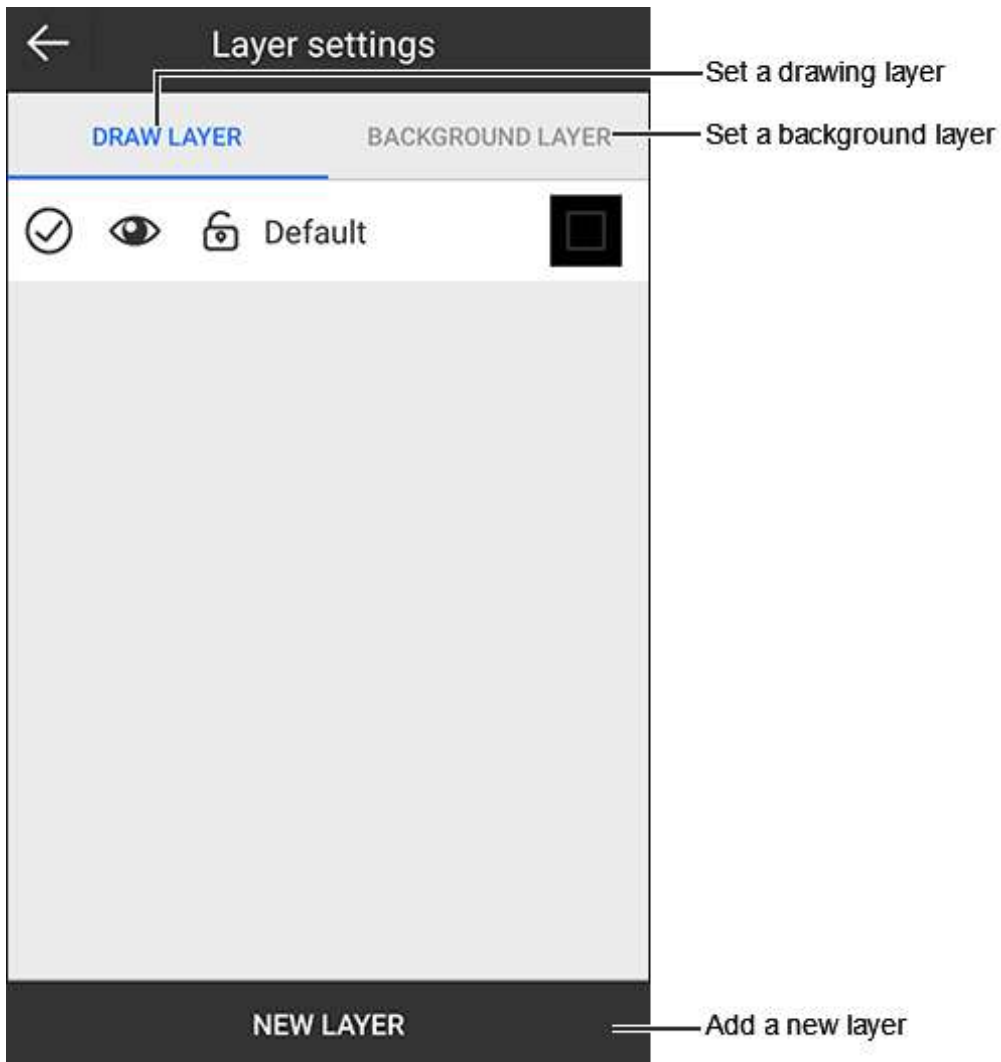 Layer settings
Set a drawing layer
DRAW LAYER
BACKGROUND LAYER
Set a background layer
Default
NEW LAYER
Add a new layer